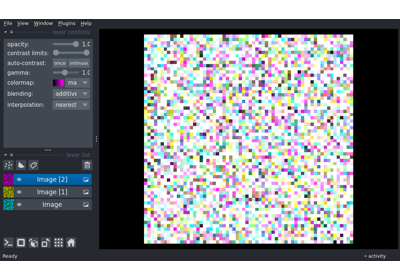 File View Window Plugins Help
layer controls
opacity: 1.0
contrast limits:
auto-contrast: once continuous
gamma: 1.0
colormap: ma
blending: additive
interpolation: nearest
layer list
Image [2]
Image [1]
Image
Ready activity